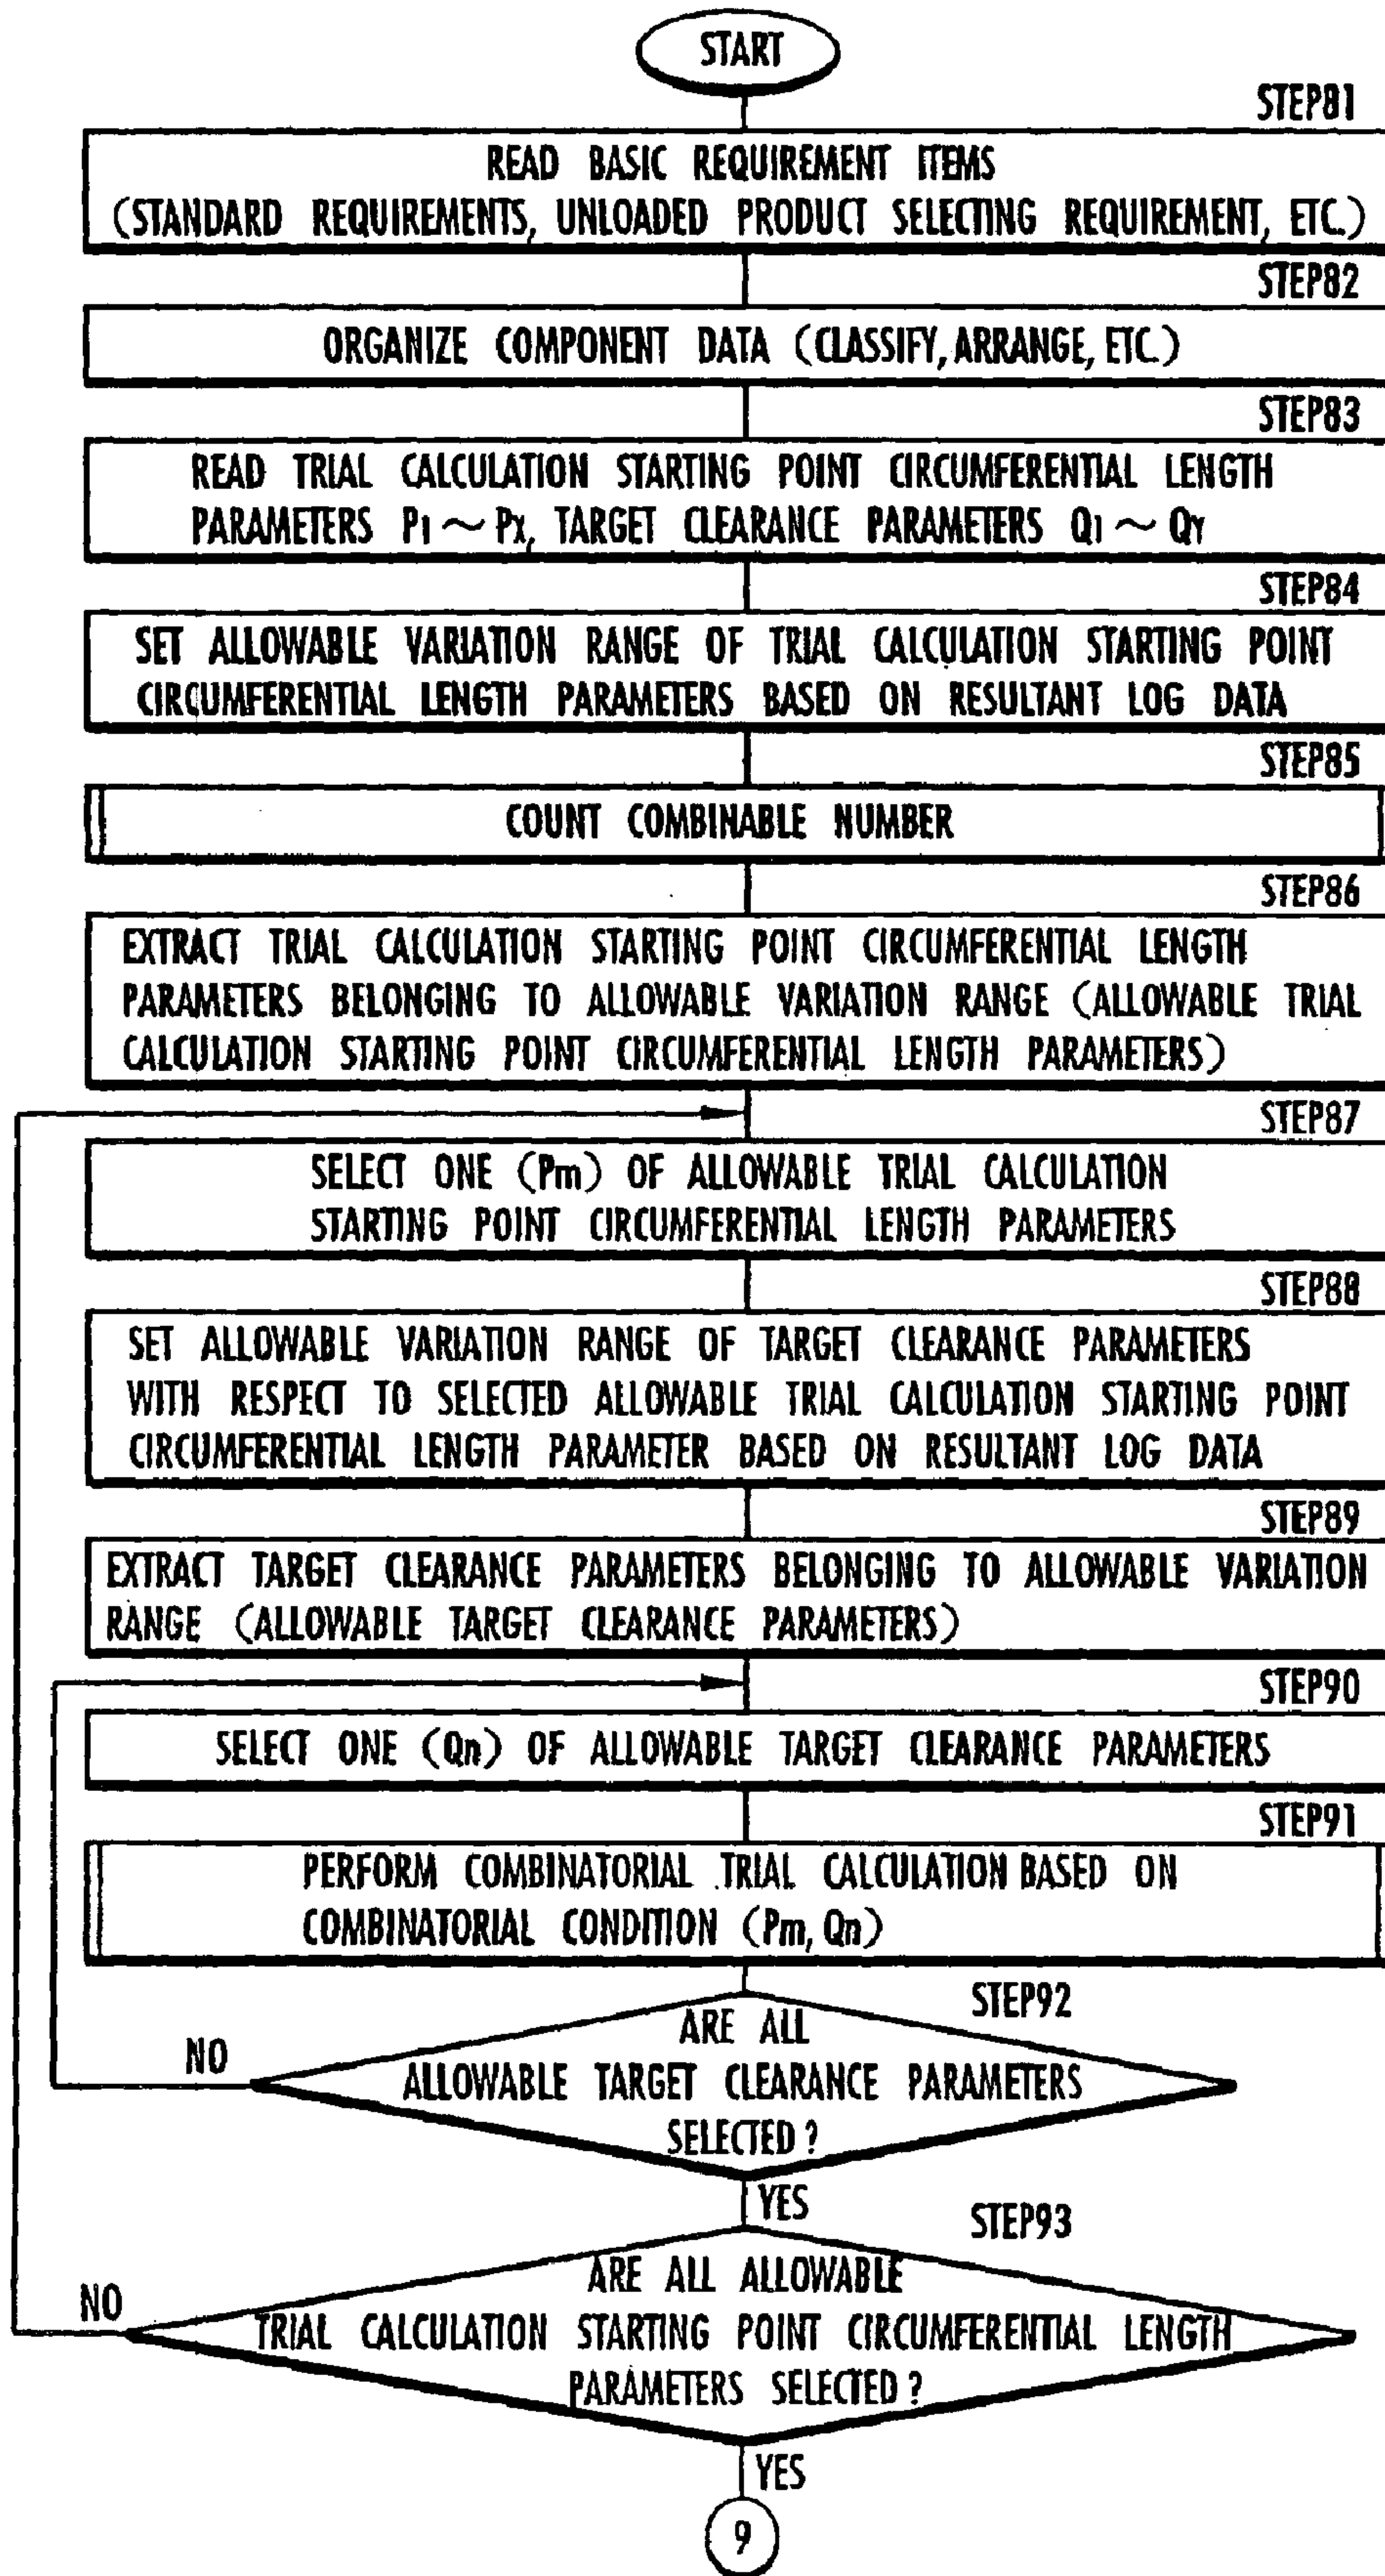 START
STEP81
READ BASIC REQUIREMENT ITEMS
(STANDARD REQUIREMENTS, UNLOADED PRODUCT SELECTING REQUIREMENT, ETC.)
STEP82
ORGANIZE COMPONENT DATA (CLASSIFY, ARRANGE, ETC.)
STEP83
READ TRIAL CALCULATION STARTING POINT CIRCUMFERENTIAL LENGTH
PARAMETERS P1 ~ PX, TARGET CLEARANCE PARAMETERS Q1 ~ QY
STEP84
SET ALLOWABLE VARIATION RANGE OF TRIAL CALCULATION STARTING POINT
CIRCUMFERENTIAL LENGTH PARAMETERS BASED ON RESULTANT LOG DATA
STEP85
COUNT COMBINABLE NUMBER
STEP86
EXTRACT TRIAL CALCULATION STARTING POINT CIRCUMFERENTIAL LENGTH
PARAMETERS BELONGING TO ALLOWABLE VARIATION RANGE (ALLOWABLE TRIAL
CALCULATION STARTING POINT CIRCUMFERENTIAL LENGTH PARAMETERS)
STEP87
SELECT ONE (Pm) OF ALLOWABLE TRIAL CALCULATION
STARTING POINT CIRCUMFERENTIAL LENGTH PARAMETERS
STEP88
SET ALLOWABLE VARIATION RANGE OF TARGET CLEARANCE PARAMETERS
WITH RESPECT TO SELECTED ALLOWABLE TRIAL CALCULATION STARTING POINT
CIRCUMFERENTIAL LENGTH PARAMETER BASED ON RESULTANT LOG DATA
STEP89
EXTRACT TARGET CLEARANCE PARAMETERS BELONGING TO ALLOWABLE VARIATION
RANGE (ALLOWABLE TARGET CLEARANCE PARAMETERS)
STEP90
SELECT ONE (Qn) OF ALLOWABLE TARGET CLEARANCE PARAMETERS
STEP91
PERFORM COMBINATORIAL TRIAL CALCULATION BASED ON
COMBINATORIAL CONDITION (Pm, Qn)
STEP92
ARE ALL
ALLOWABLE TARGET CLEARANCE PARAMETERS
SELECTED?
NO
YES
STEP93
ARE ALL ALLOWABLE
TRIAL CALCULATION STARTING POINT CIRCUMFERENTIAL LENGTH
PARAMETERS SELECTED?
NO
YES
9